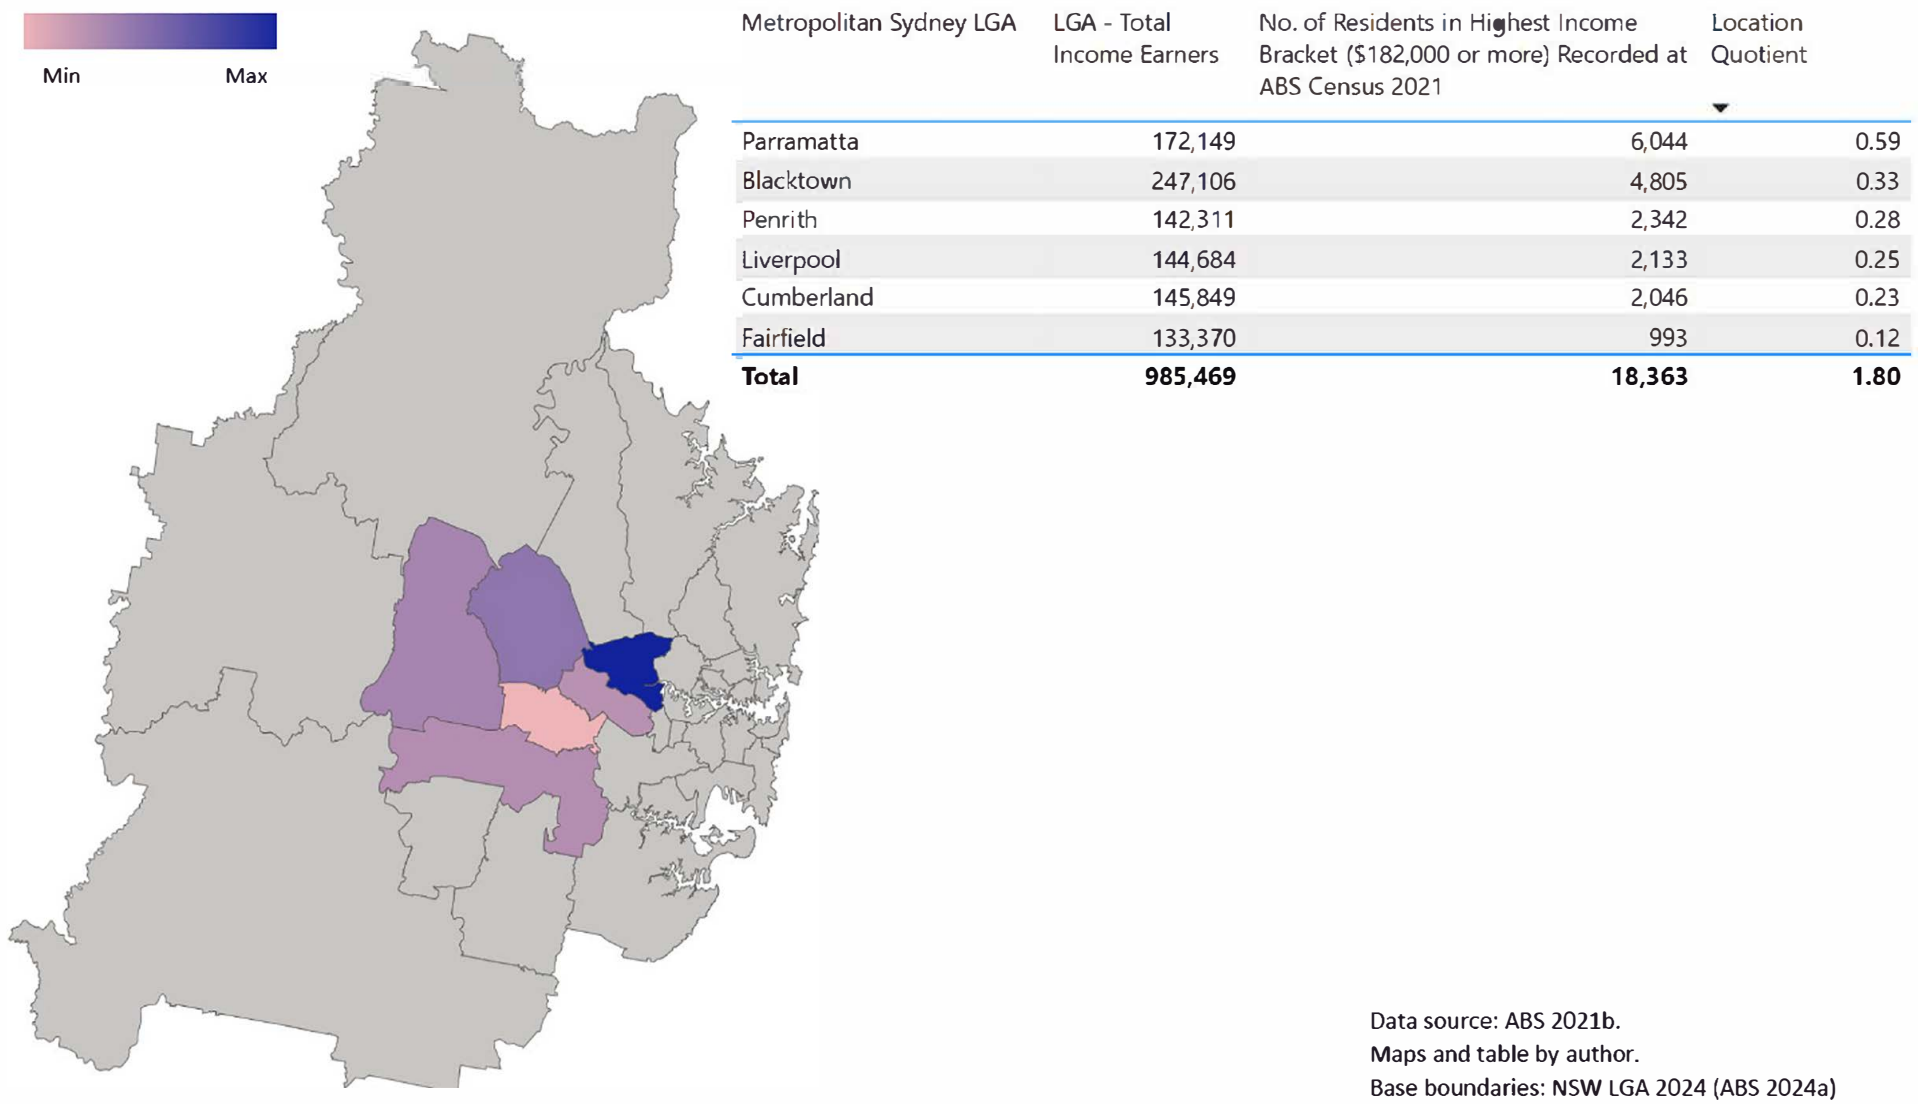 Min Max
Metropolitan Sydney LGA LGA - Total Income Earners No. of Residents in Highest Income Bracket ($182,000 or more) Recorded at ABS Census 2021 Location Quotient
Parramatta 172,149 6,044 0.59
Blacktown 247,106 4,805 0.33
Penrith 142,311 2,342 0.28
Liverpool 144,684 2,133 0.25
Cumberland 145,849 2,046 0.23
Fairfield 133,370 993 0.12
Total 985,469 18,363 1.80
Data source: ABS 2021b.
Maps and table by author.
Base boundaries: NSW LGA 2024 (ABS 2024a)